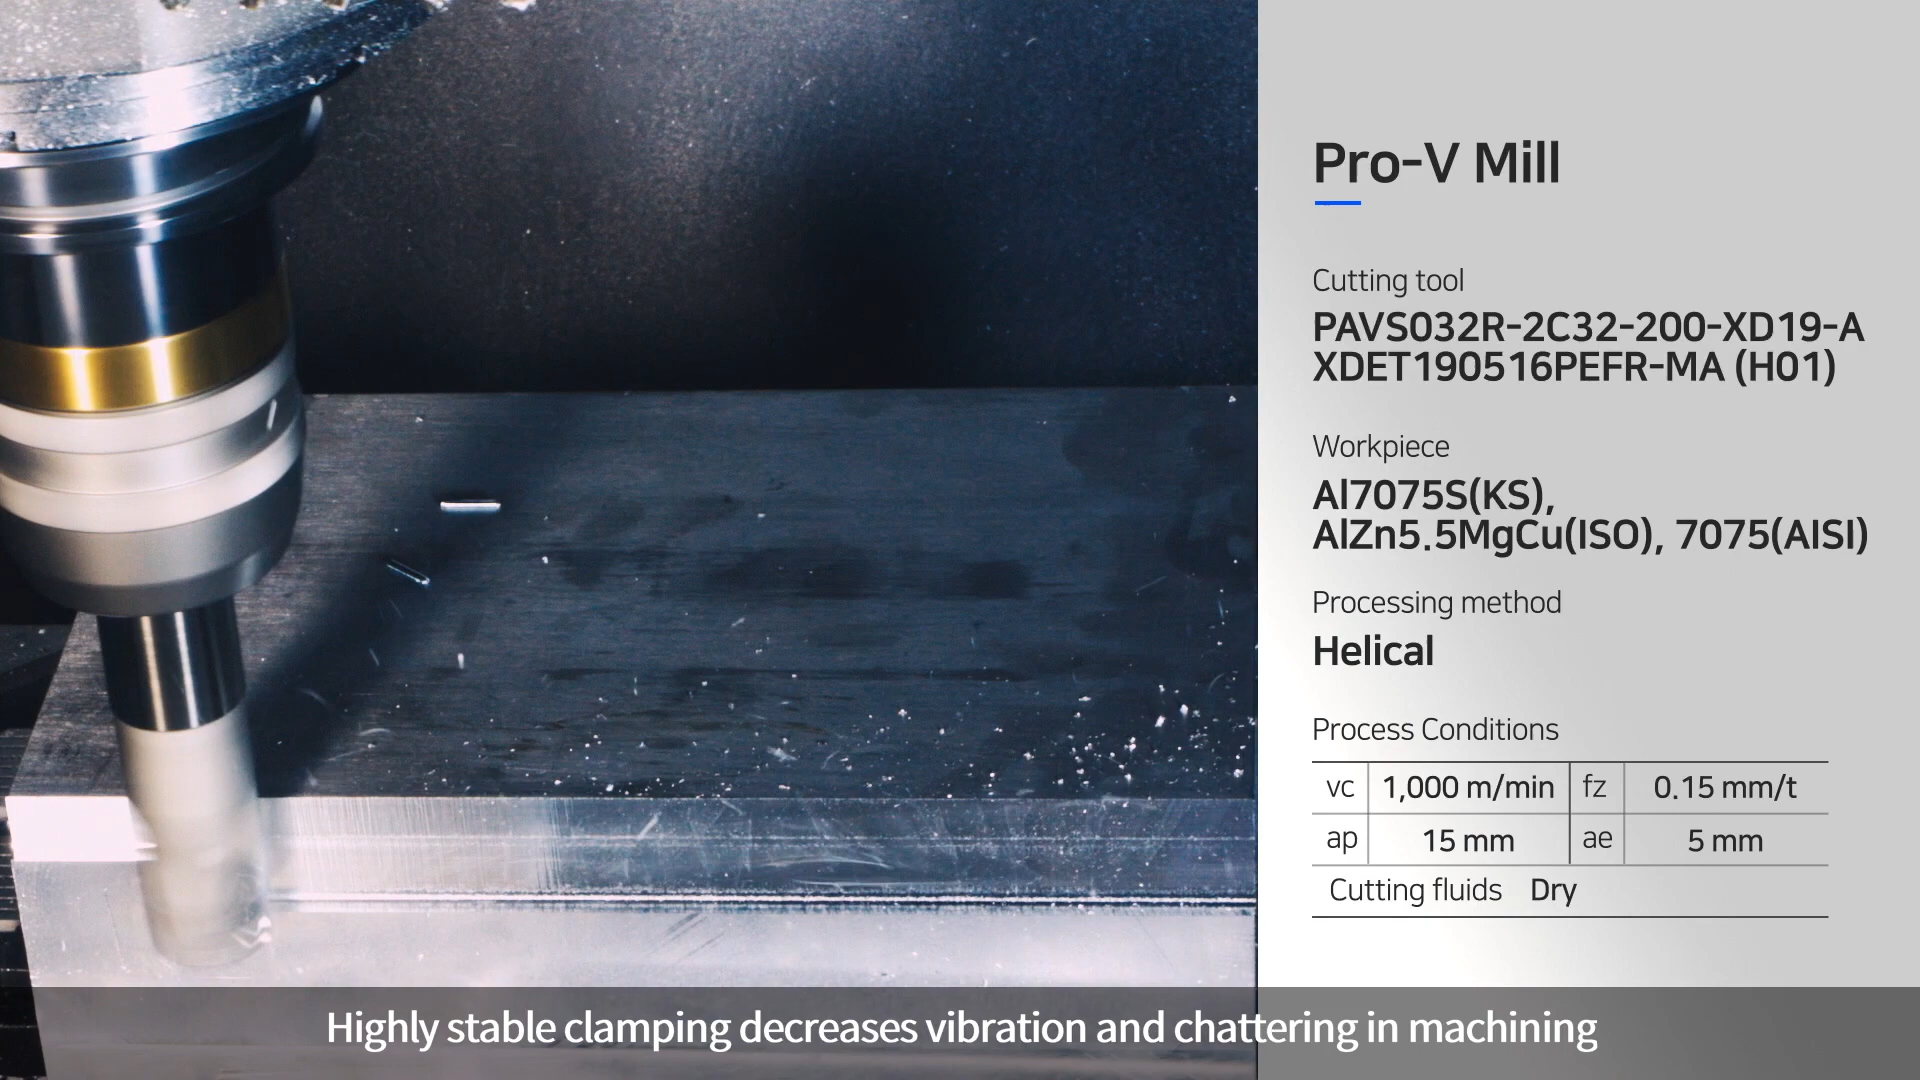 Pro-V Mill
Cutting tool
PAVS032R-2C32-200-XD19-A
XDET190516PEFR-MA (H01)
Workpiece
Al7075S(KS),
AlZn5.5MgCu(ISO), 7075(AISI)
Processing method
Helical
Process Conditions
vc 1,000 m/min fz 0.15 mm/t
ap 15 mm ae 5 mm
Cutting fluids Dry
Highly stable clamping decreases vibration and chattering in machining